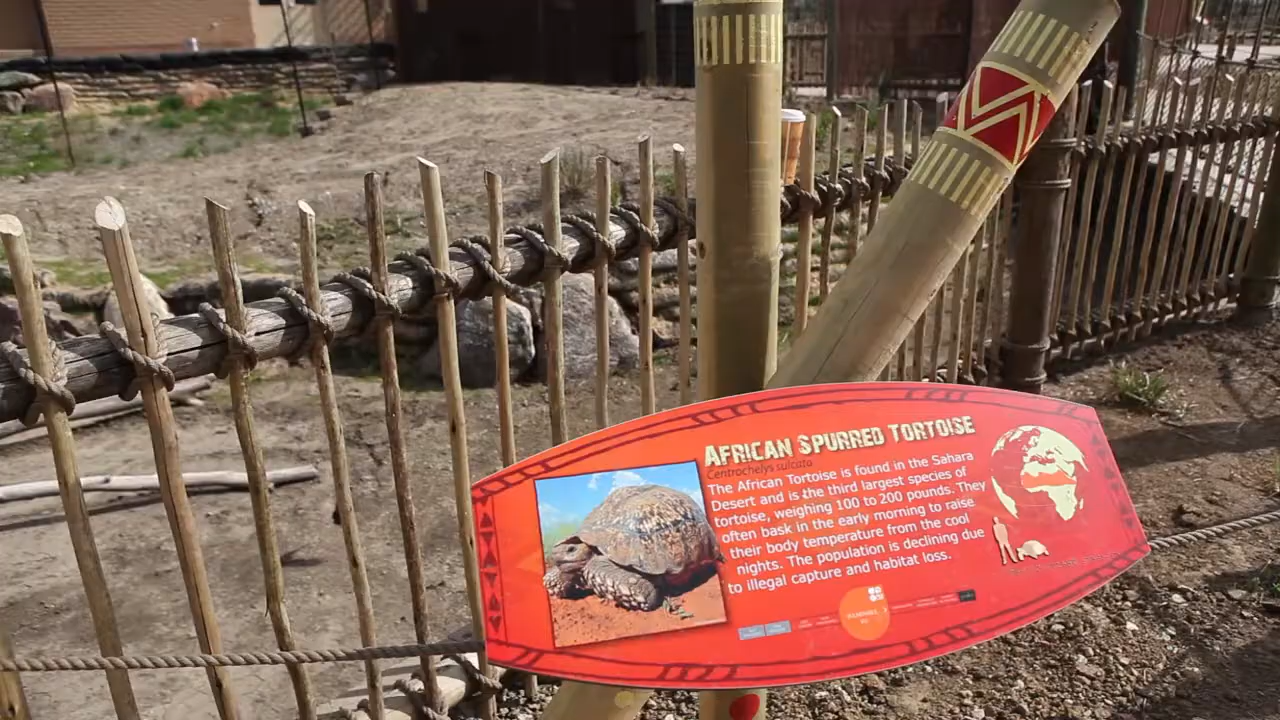 AFRICAN SPURRED TORTOISE
Centrochelys sulcata
The African Tortoise is found in the Sahara
Desert and is the third largest species of
tortoise, weighing 100 to 200 pounds. They
often bask in the early morning to raise
their body temperature from the cool
nights. The population is declining due
to illegal capture and habitat loss.